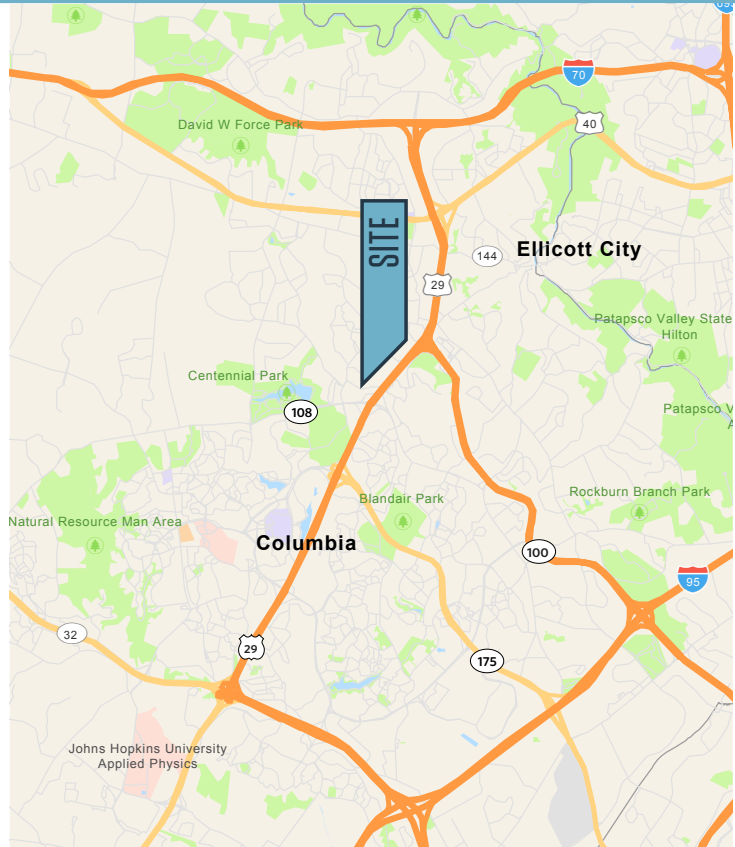 695
70
40
David W Force Park
SITE
144
Ellicott City
29
Patapsco Valley State
Hilton
Centennial Park
108
Patapsco V
A
Natural Resource Man Area
Blandair Park
Rockburn Branch Park
Columbia
100
95
32
29
175
Johns Hopkins University
Applied Physics